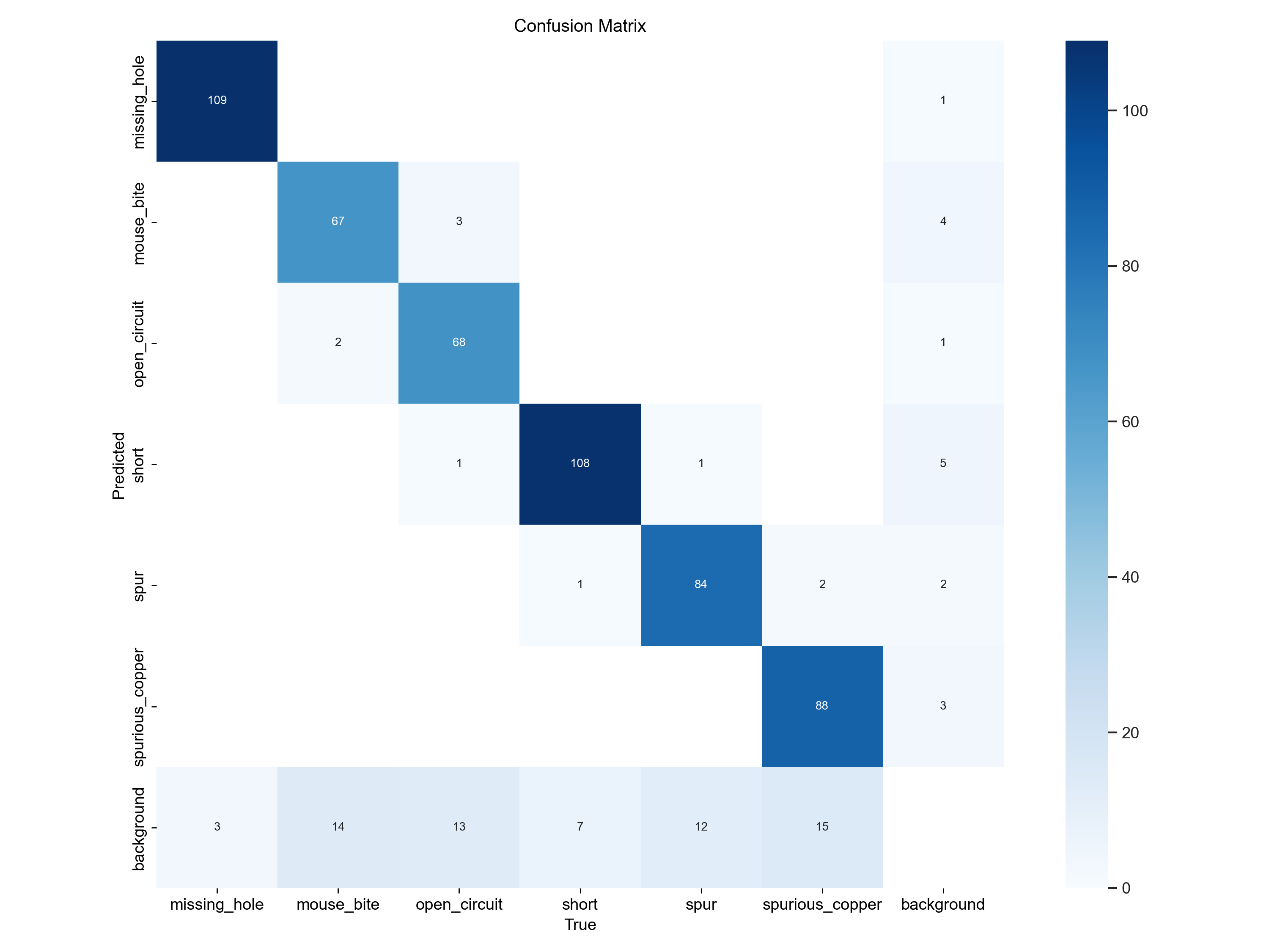 Confusion Matrix
missing_hole
109
1
100
mouse_bite
67
3
4
80
open_circuit
2
68
1
60
Predicted
short
1
108
1
5
spur
1
84
2
2
40
spurious_copper
88
3
20
background
3
14
13
7
12
15
0
missing_hole
mouse_bite
open_circuit
short
spur
spurious_copper
background
True